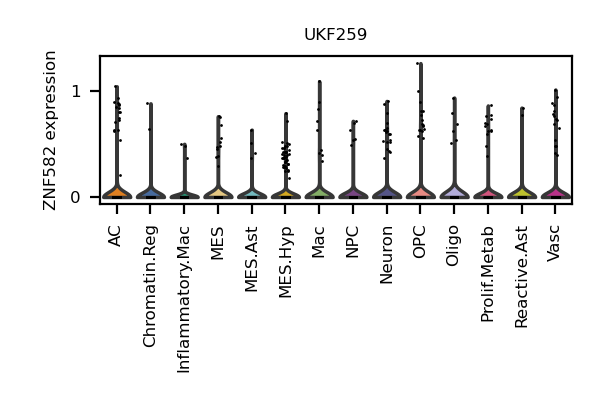 UKF259
ZNF582 expression
1
0
AC
Chromatin.Reg
Inflammatory.Mac
MES
MES.Ast
MES.Hyp
Mac
NPC
Neuron
OPC
Oligo
Prolif.Metab
Reactive.Ast
Vasc